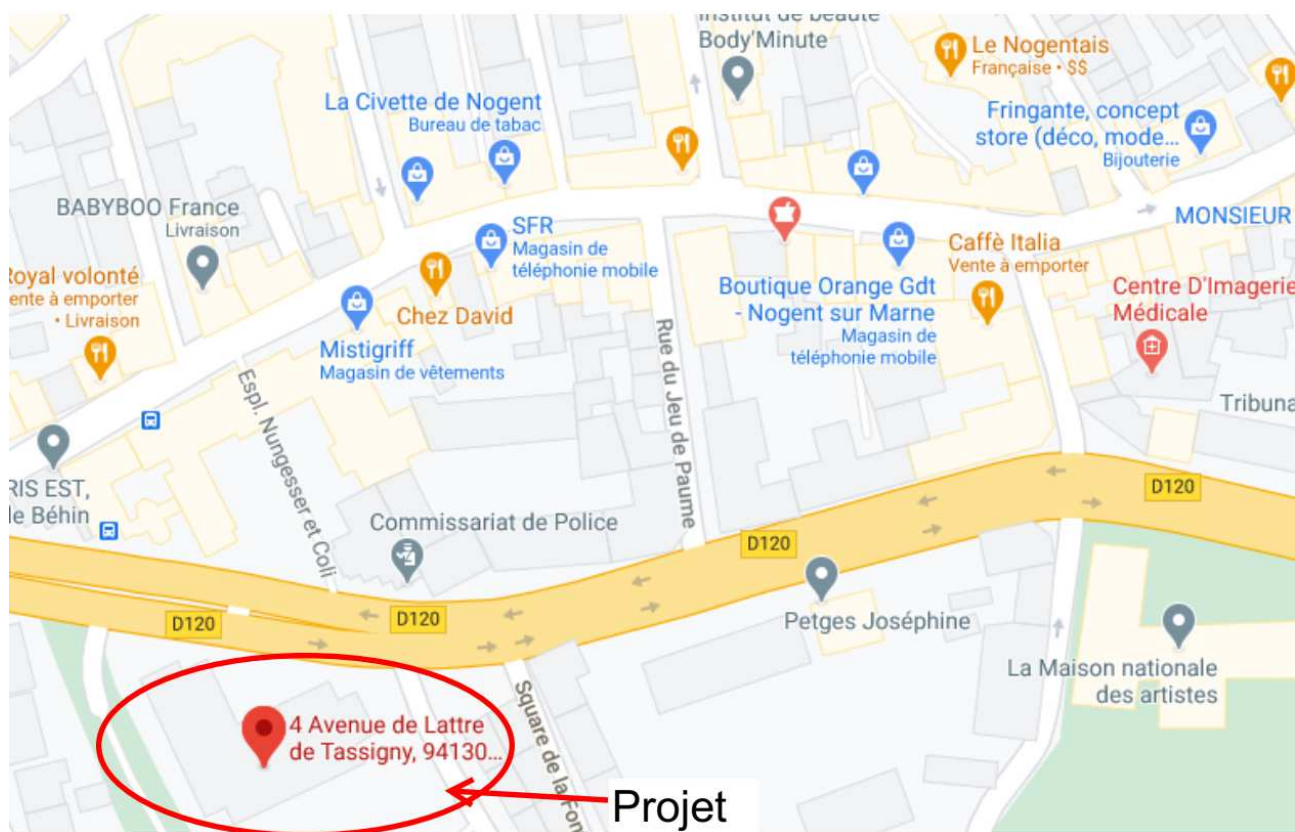 Institut de beauté
Body'Minute
Le Nogentais
Française • $$
La Civette de Nogent
Bureau de tabac
Fringante, concept
store (déco, mode...
Bijouterie
BABYBOO France
Livraison
SFR
Magasin de
téléphonie mobile
MONSIEUR
Caffè Italia
Vente à emporter
Royal volonté
ente à emporter
• Livraison
Chez David
Boutique Orange Gdt
- Nogent sur Marne
Magasin de
téléphonie mobile
Centre D'Imagerie
Médicale
Mistigriff
Magasin de vêtements
Rue du Jeu de Paume
Espl. Nungesser et Coli
Tribuna
RIS EST,
le Béhin
D120
Commissariat de Police
D120
D120
D120
Petges Joséphine
La Maison nationale
des artistes
Square de la Fon
4 Avenue de Lattre
de Tassigny, 94130...
Projet